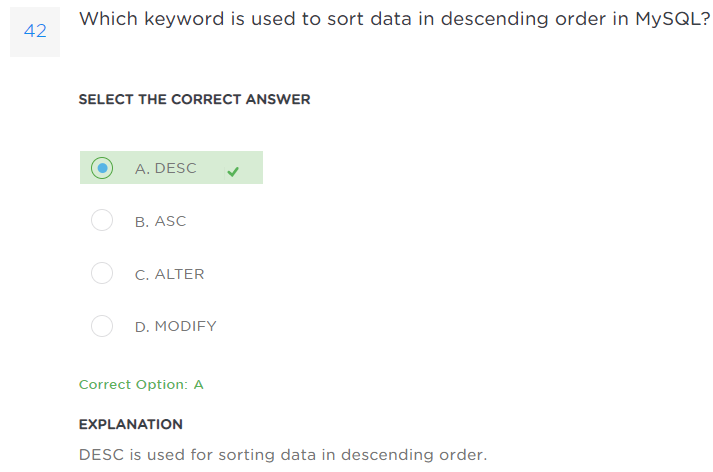 42
Which keyword is used to sort data in descending order in MySQL?
SELECT THE CORRECT ANSWER
A. DESC
B. ASC
C. ALTER
D. MODIFY
Correct Option: A
EXPLANATION
DESC is used for sorting data in descending order.